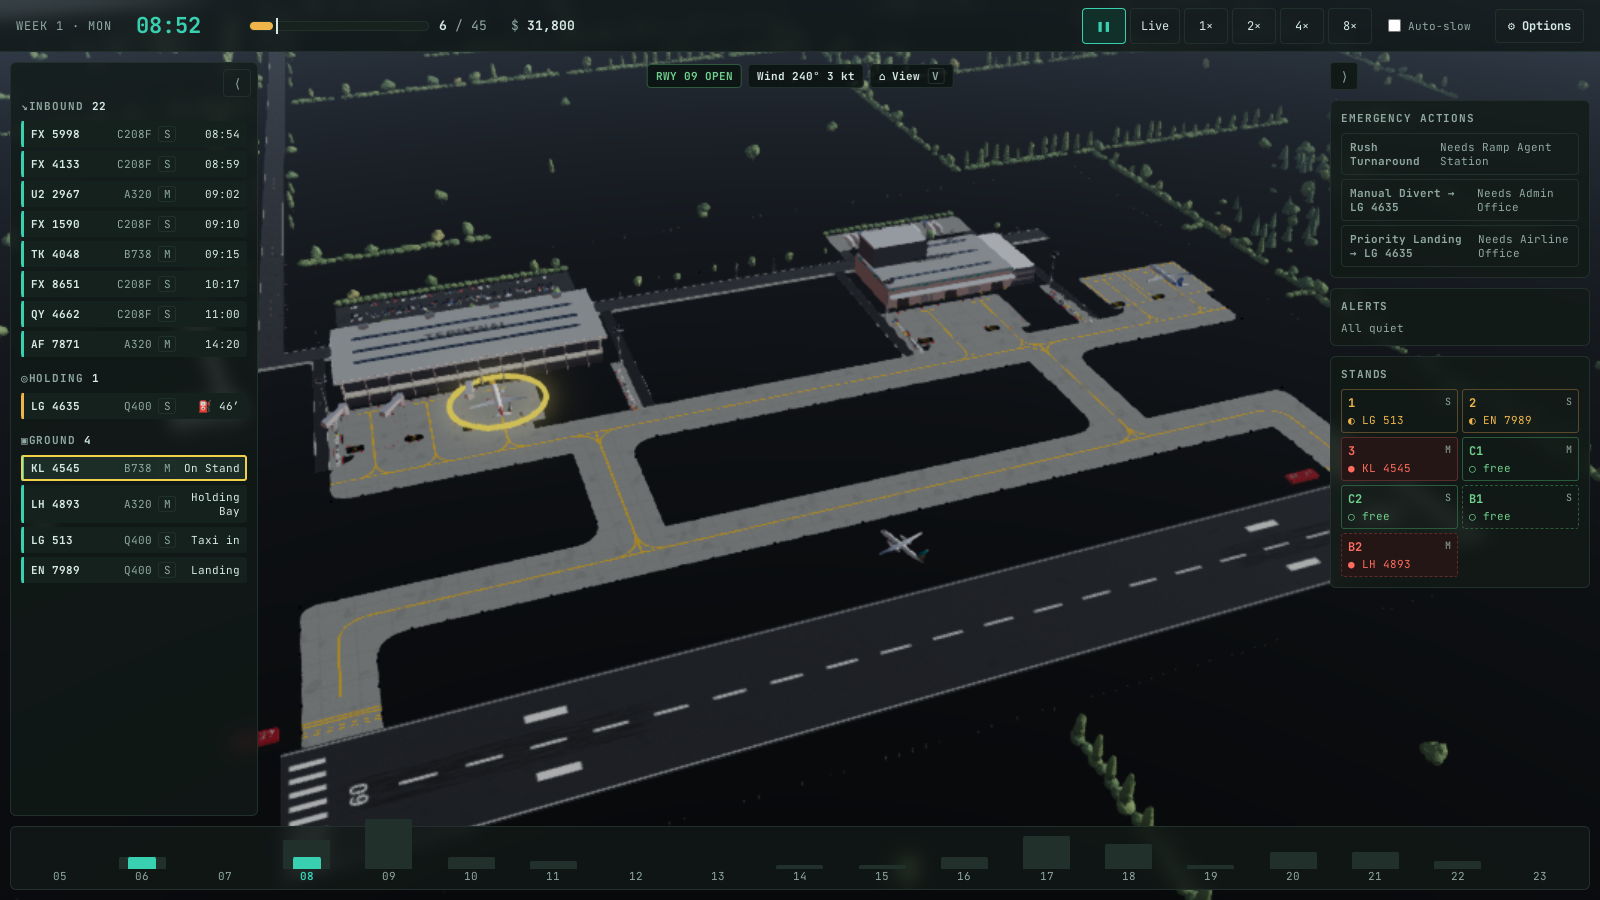 WEEK 1 · MON 08:52 6 / 45 $ 31,800 Live 1× 2× 4× 8× Auto-slow ⚙ Options
RWY 09 OPEN Wind 240° 3 kt ⌂ View V
↘INBOUND 22
FX 5998 C208F S 08:54
FX 4133 C208F S 08:59
U2 2967 A320 M 09:02
FX 1590 C208F S 09:10
TK 4048 B738 M 09:15
FX 8651 C208F S 10:17
QY 4662 C208F S 11:00
AF 7871 A320 M 14:20
◎HOLDING 1
LG 4635 Q400 S ⛽ 46′
▣GROUND 4
KL 4545 B738 M On Stand
LH 4893 A320 M Holding
Bay
LG 513 Q400 S Taxi in
EN 7989 Q400 S Landing
TERMINAL
09
EMERGENCY ACTIONS
Rush Needs Ramp Agent
Turnaround Station
Manual Divert → Needs Admin
LG 4635 Office
Priority Landing Needs Airline
→ LG 4635 Office
ALERTS
All quiet
STANDS
1 S 2 S
◐ LG 513 ◐ EN 7989
3 M C1 M
● KL 4545 ○ free
C2 S B1 S
○ free ○ free
B2 M
● LH 4893
05 06 07 08 09 10 11 12 13 14 15 16 17 18 19 20 21 22 23